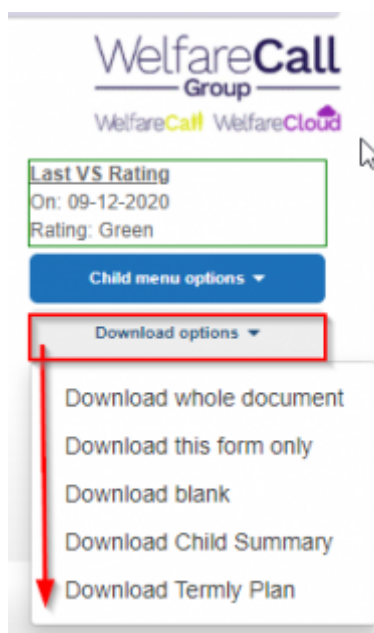 WelfareCall
Group
WelfareCall WelfareCloud
Last VS Rating
On: 09-12-2020
Rating: Green
Child menu options
Download options
Download whole document
Download this form only
Download blank
Download Child Summary
Download Termly Plan